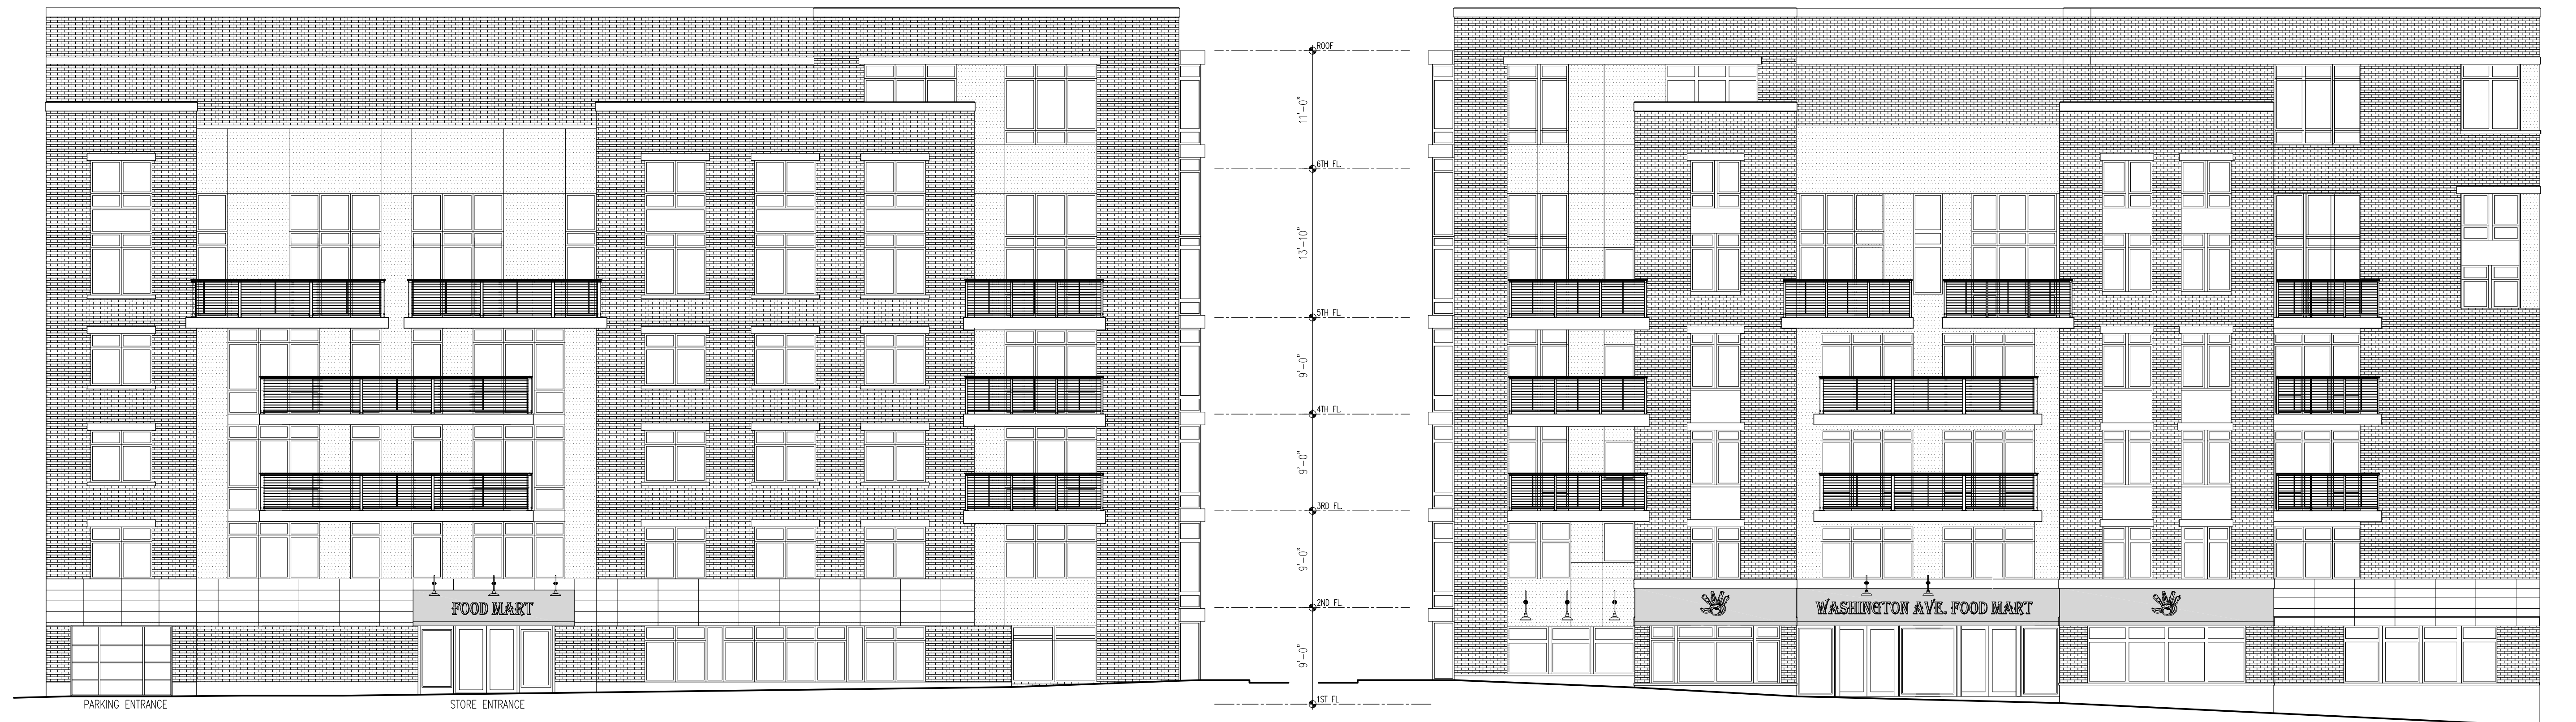 ROOF
11'-0"
6TH FL.
13'-10"
5TH FL.
9'-0"
4TH FL.
9'-0"
3RD FL.
9'-0"
2ND FL.
9'-0"
1ST FL
FOOD MART
PARKING ENTRANCE
STORE ENTRANCE
WASHINGTON AVE. FOOD MART